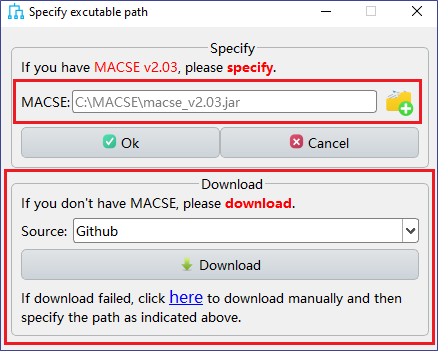 Specify excutable path
Specify
If you have MACSE v2.03, please specify.
MACSE: C:\MACSE\macse_v2.03.jar
Ok Cancel
Download
If you don't have MACSE, please download.
Source: Github
Download
If download failed, click here to download manually and then
specify the path as indicated above.